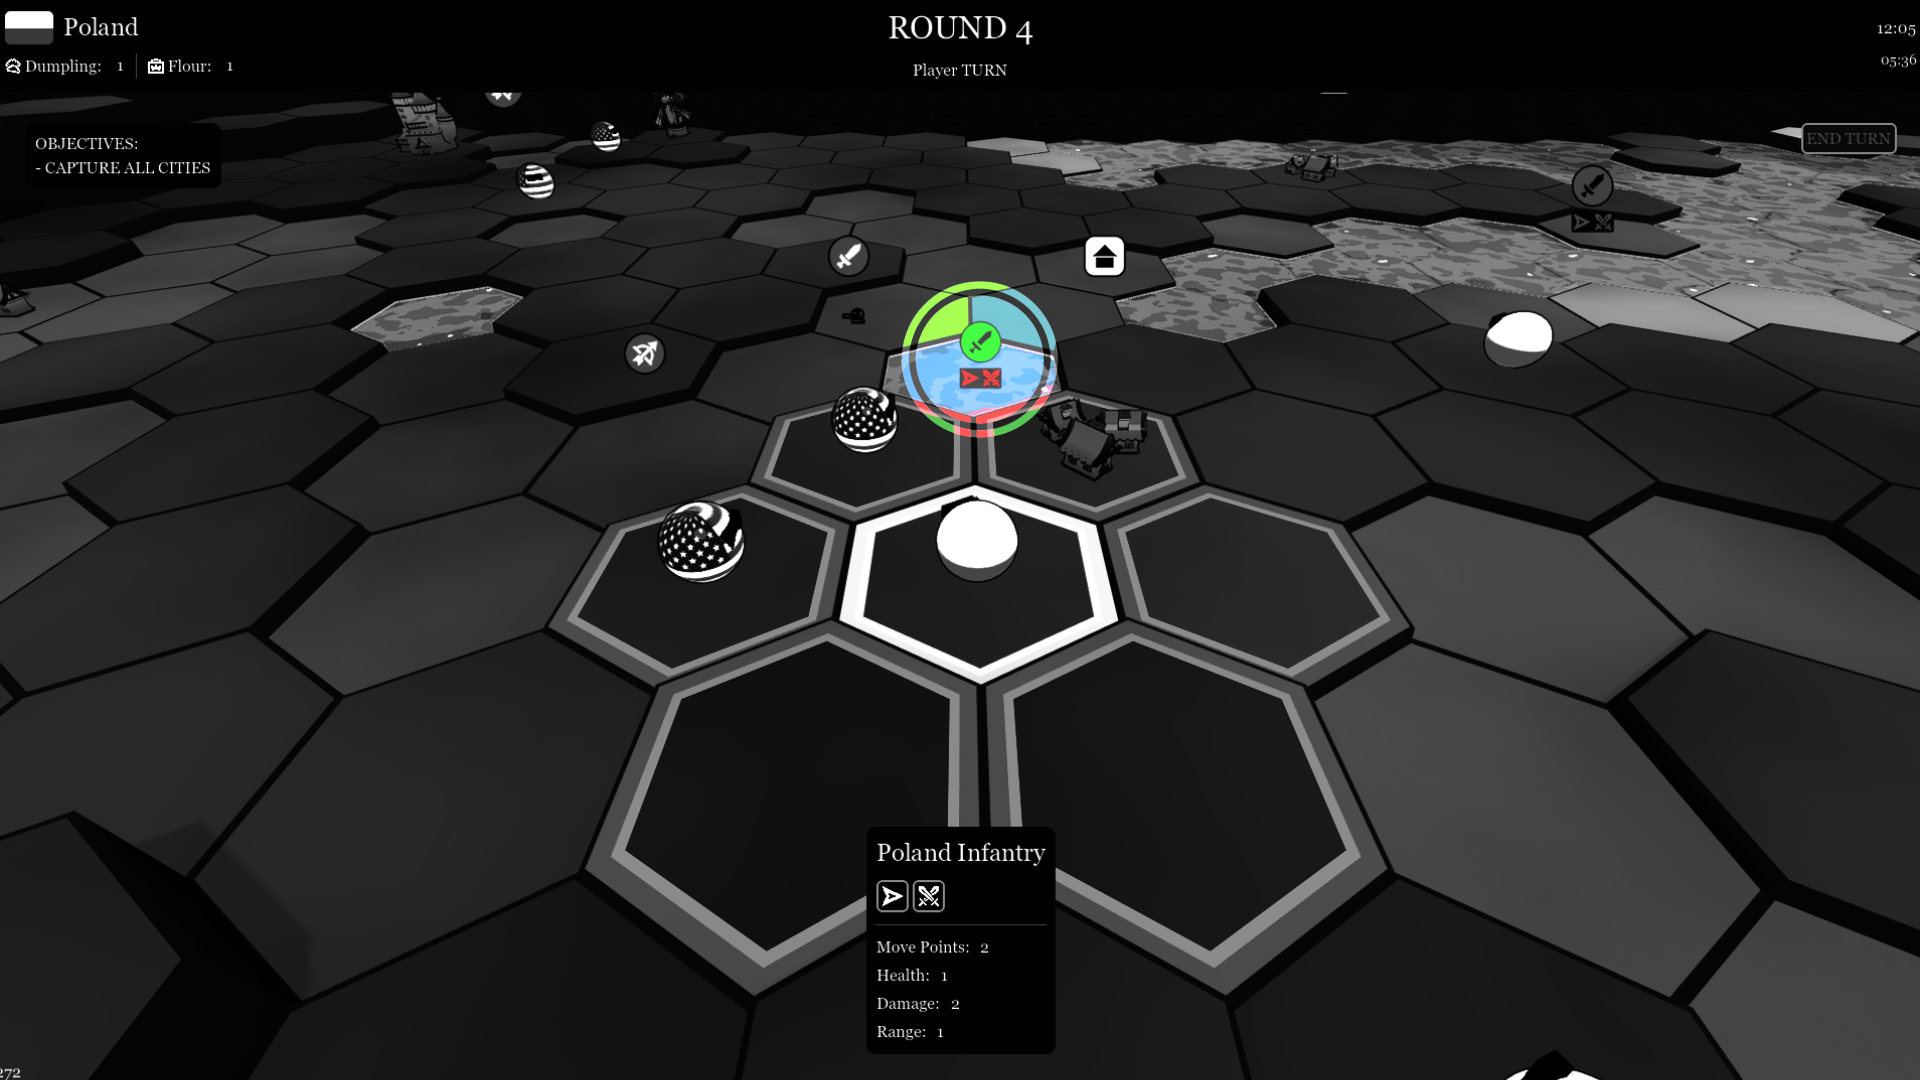 Poland
Dumpling: 1
Flour: 1
ROUND 4
Player TURN
12:05
05:36
OBJECTIVES:
- CAPTURE ALL CITIES
END TURN
Poland Infantry
Move Points: 2
Health: 1
Damage: 2
Range: 1
272